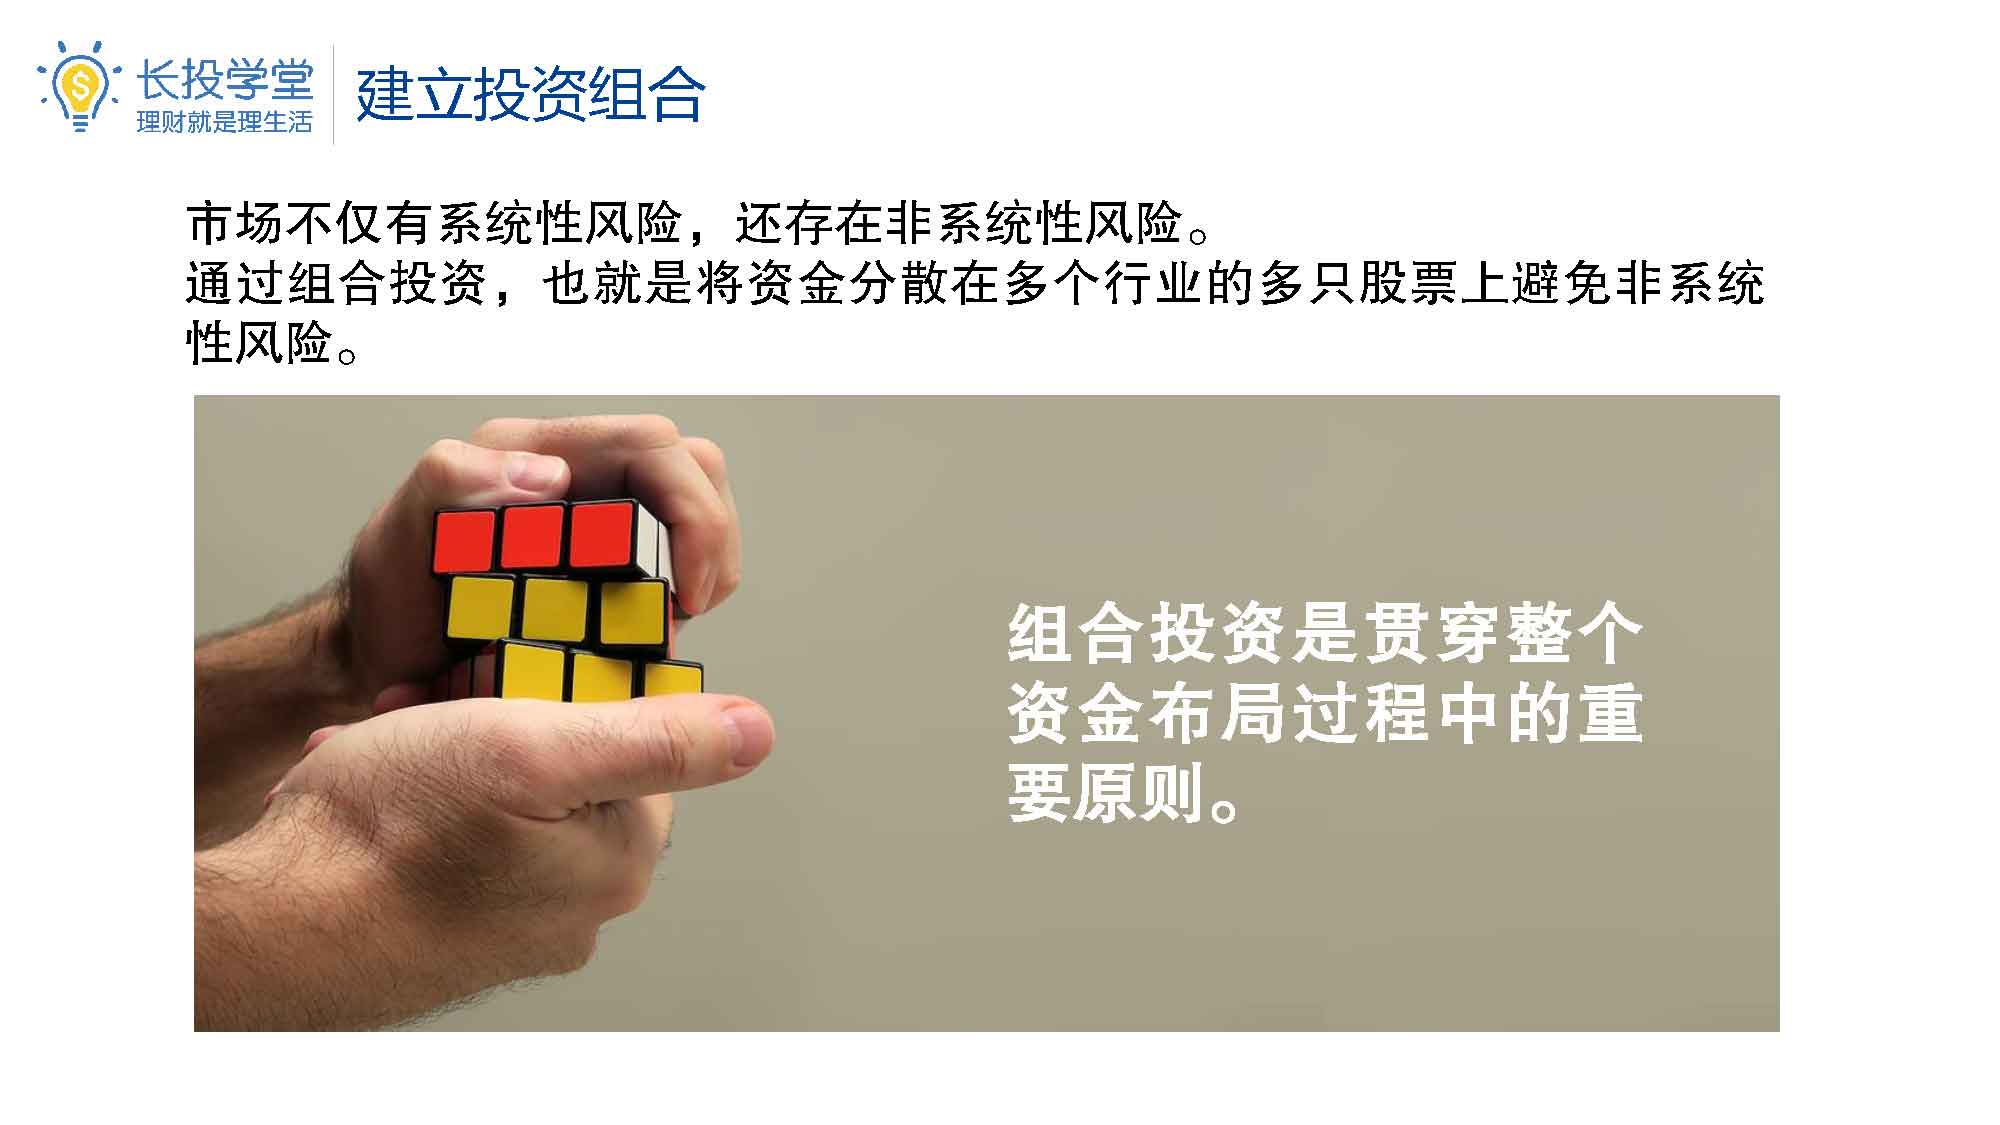 长投学堂
理财就是理生活
建立投资组合
市场不仅有系统性风险，还存在非系统性风险。
通过组合投资，也就是将资金分散在多个行业的多只股票上避免非系统
性风险。
组合投资是贯穿整个
资金布局过程中的重
要原则。